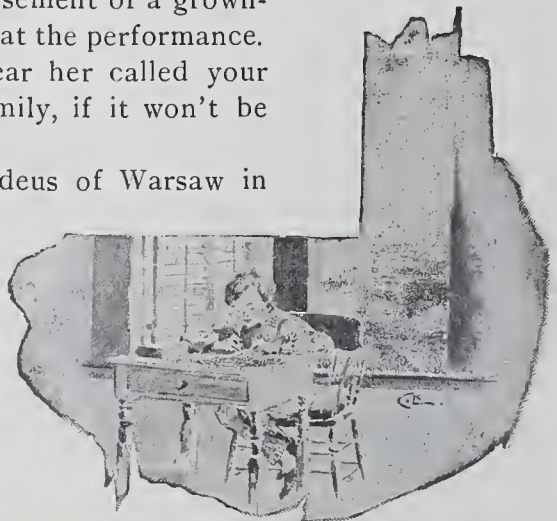 sement of a grown-
at the performance.
ear her called your
mily, if it won't be
deus of Warsaw in